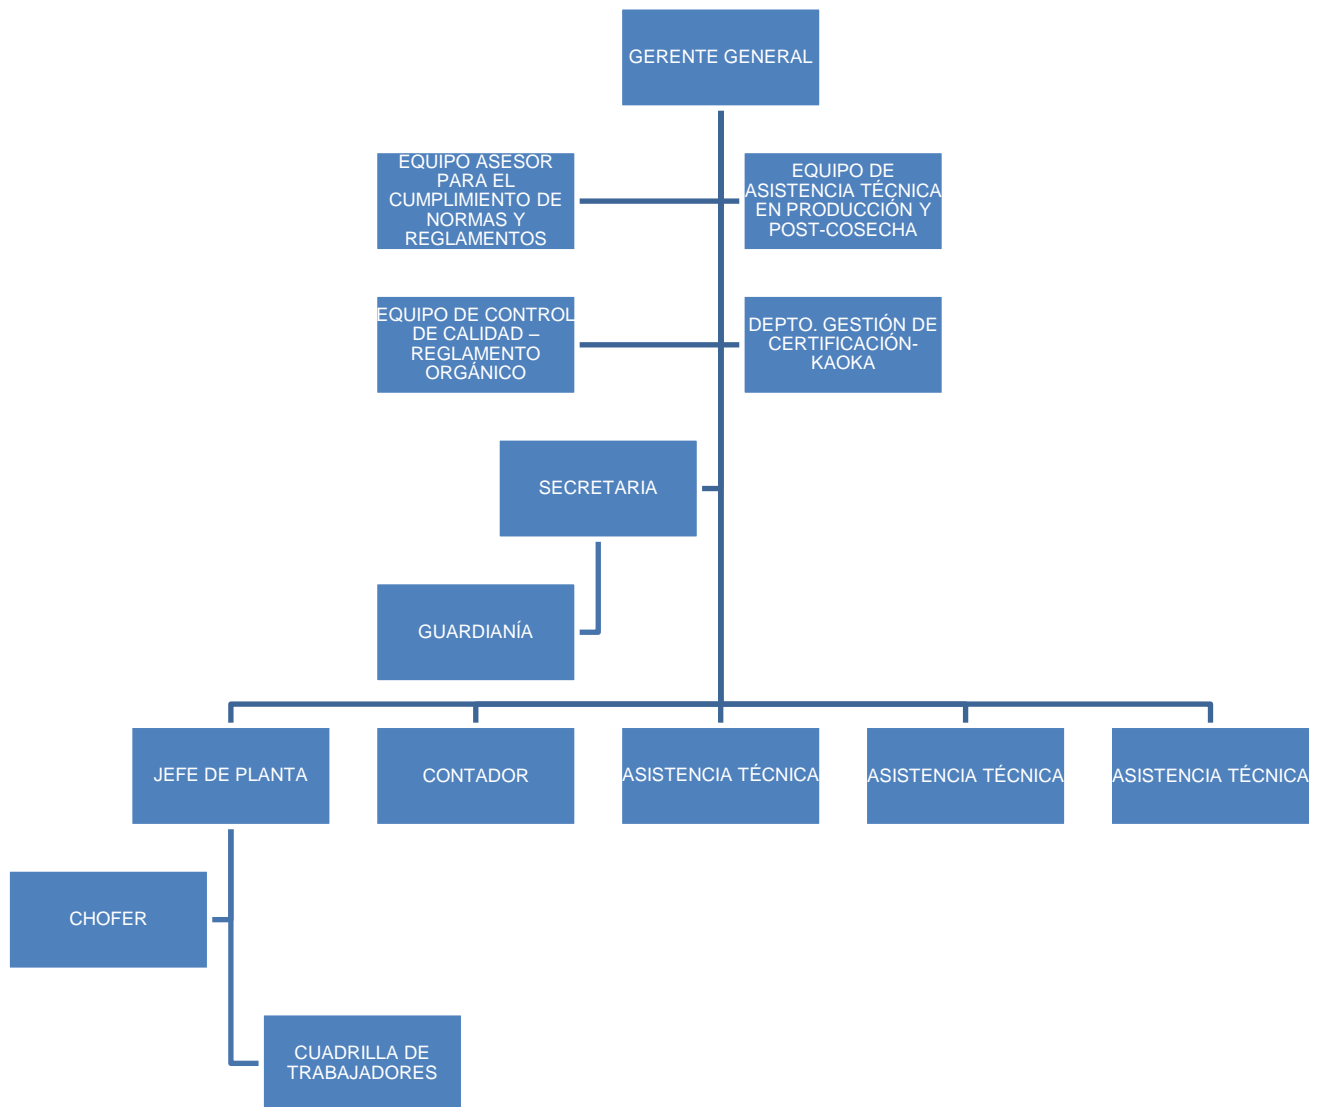 GERENTE GENERAL
EQUIPO ASESOR
PARA EL
CUMPLIMIENTO DE
NORMAS Y
REGLAMENTOS
EQUIPO DE
ASISTENCIA TÉCNICA
EN PRODUCCIÓN Y
POST-COSECHA
EQUIPO DE CONTROL
DE CALIDAD –
REGLAMENTO
ORGÁNICO
DEPTO. GESTIÓN DE
CERTIFICACIÓN-
KAOKA
SECRETARIA
GUARDIANÍA
JEFE DE PLANTA
CONTADOR
ASISTENCIA TÉCNICA
ASISTENCIA TÉCNICA
ASISTENCIA TÉCNICA
CHOFER
CUADRILLA DE
TRABAJADORES